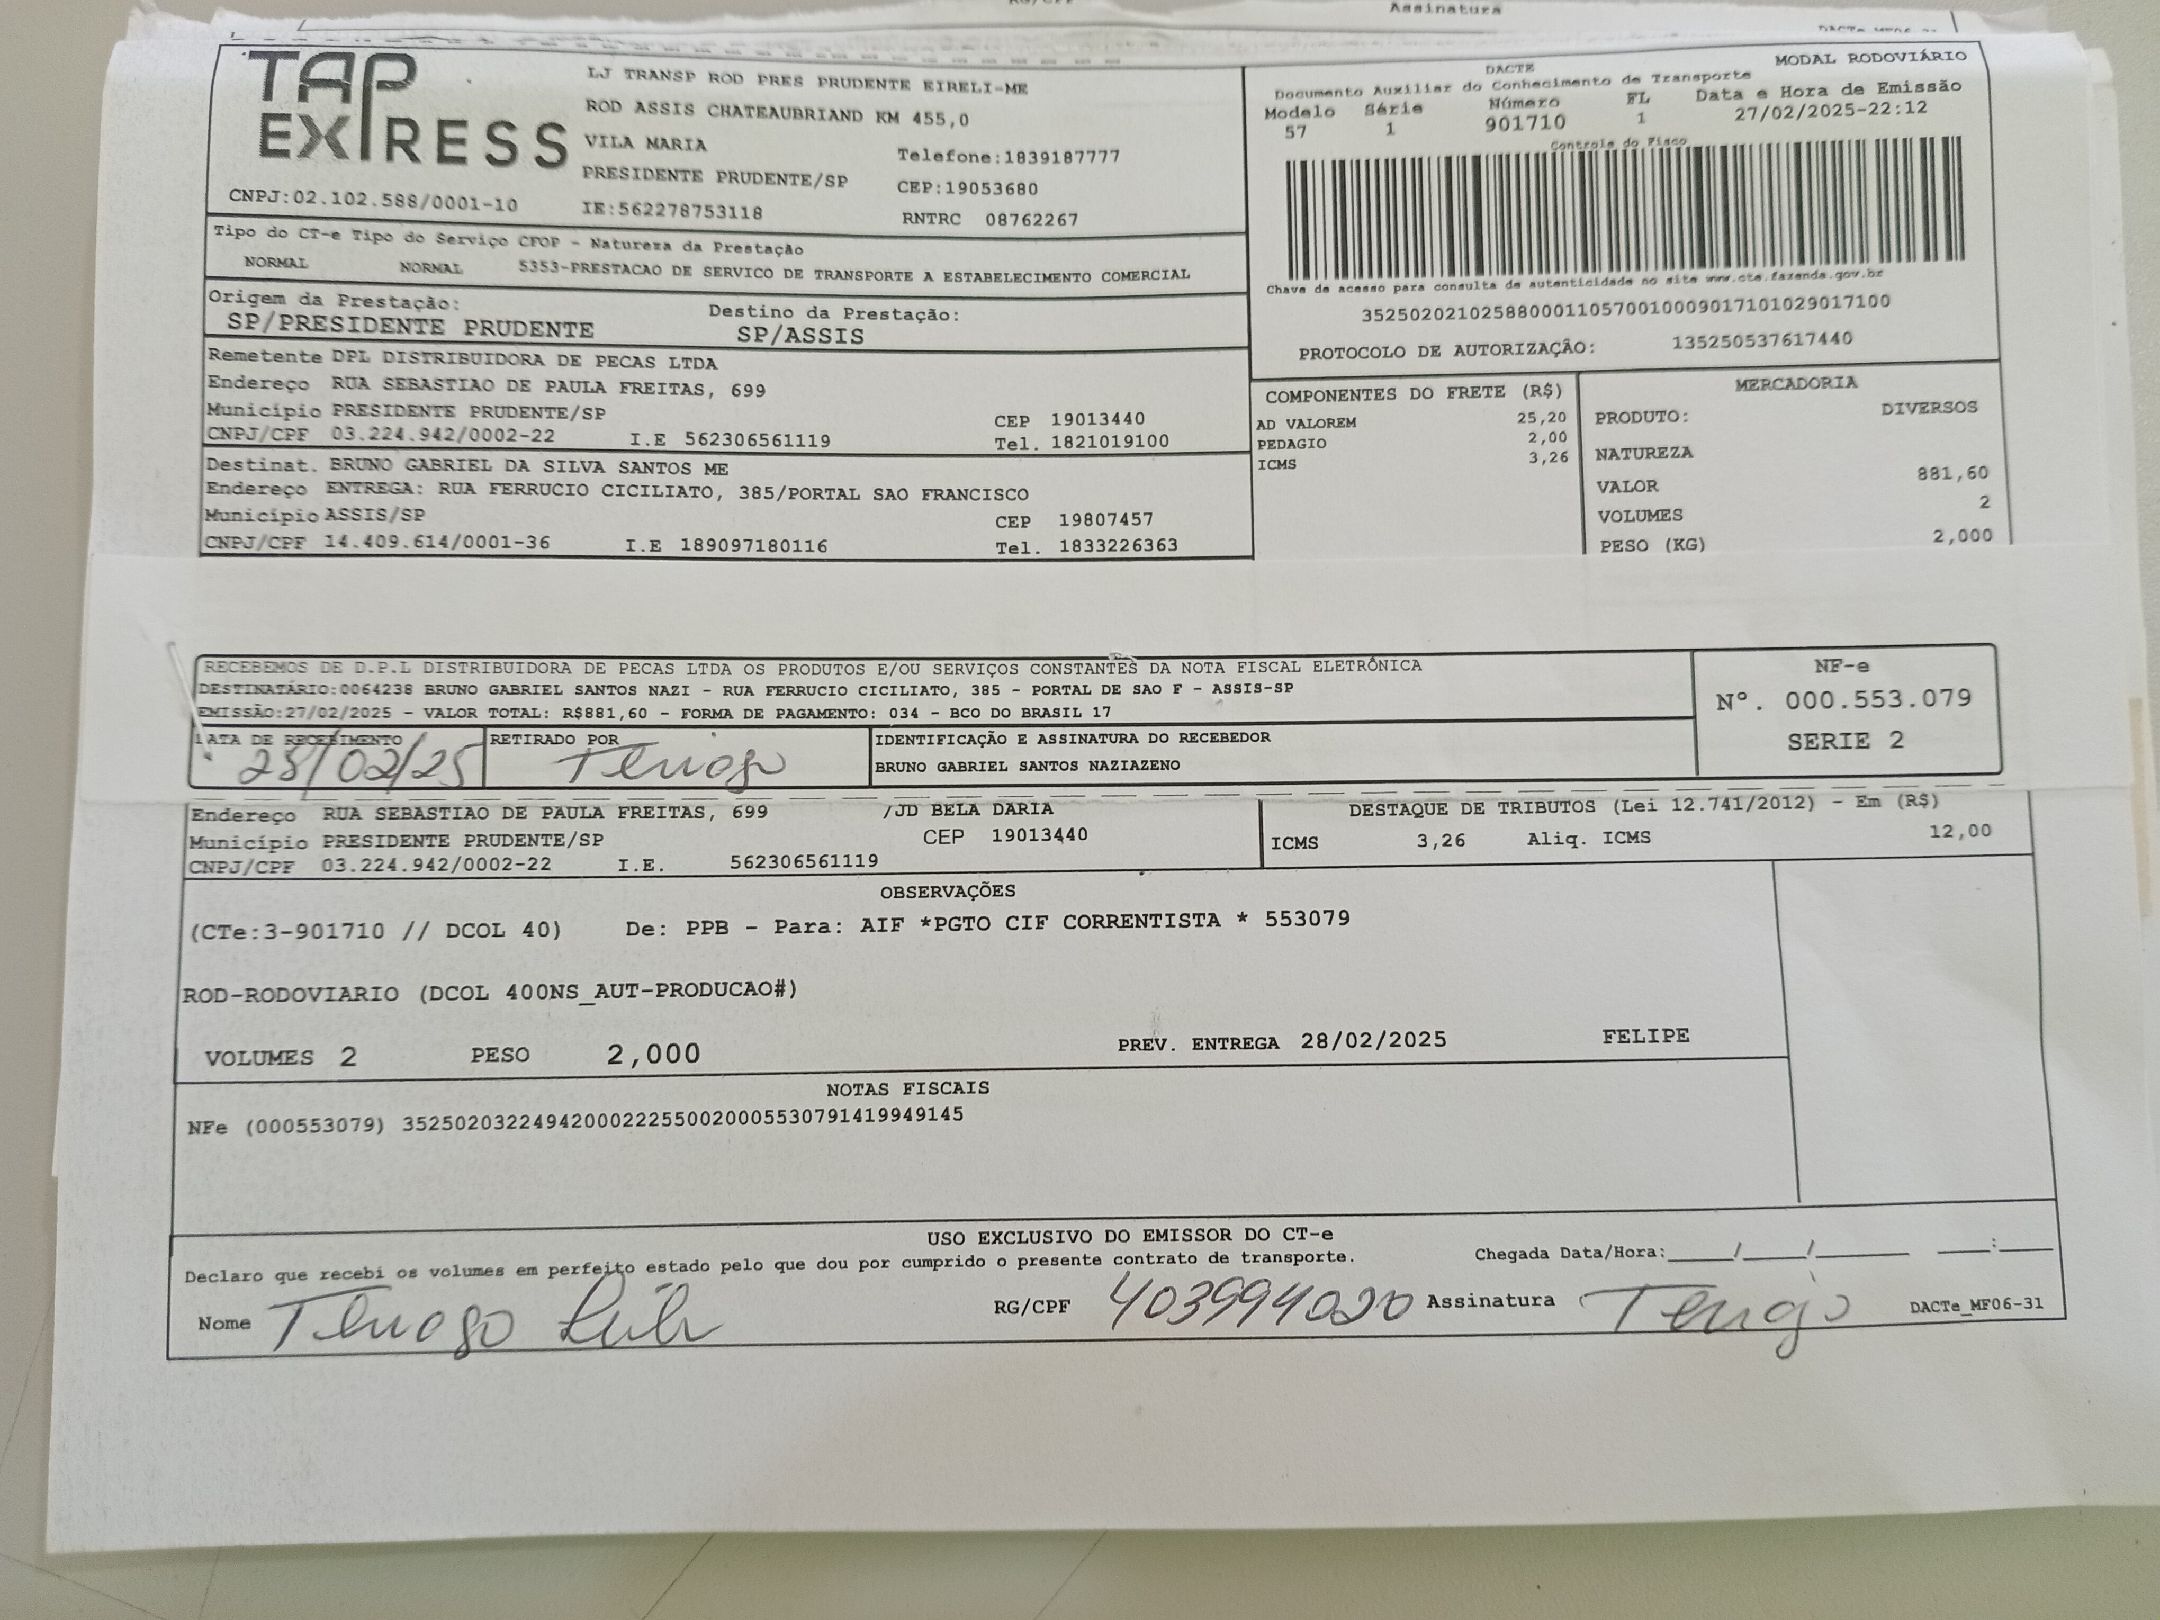 Assinatura
TAP EXPRESS
LJ TRANSP ROD PRES PRUDENTE EIRELI-ME
ROD ASSIS CHATEAUBRIAND KM 455,0
VILA MARIA Telefone:1839187777
PRESIDENTE PRUDENTE/SP CEP:19053680
CNPJ:02.102.588/0001-10 IE:562278753118 RNTRC 08762267
DACTE MODAL RODOVIÁRIO
Documento Auxiliar do Conhecimento de Transporte
Modelo Série Número FL Data e Hora de Emissão
57 1 901710 1 27/02/2025-22:12
Controle do Fisco
Chave de acesso para consulta de autenticidade no site www.cte.fazenda.gov.br
35250202102588000110570010009017101029017100
PROTOCOLO DE AUTORIZAÇÃO: 135250537617440
Tipo do CT-e Tipo do Serviço CFOP - Natureza da Prestação
NORMAL NORMAL 5353-PRESTACAO DE SERVICO DE TRANSPORTE A ESTABELECIMENTO COMERCIAL
Origem da Prestação: Destino da Prestação:
SP/PRESIDENTE PRUDENTE SP/ASSIS
Remetente DPL DISTRIBUIDORA DE PECAS LTDA
Endereço RUA SEBASTIAO DE PAULA FREITAS, 699
Município PRESIDENTE PRUDENTE/SP CEP 19013440
CNPJ/CPF 03.224.942/0002-22 I.E 562306561119 Tel. 1821019100
Destinat. BRUNO GABRIEL DA SILVA SANTOS ME
Endereço ENTREGA: RUA FERRUCIO CICILIATO, 385/PORTAL SAO FRANCISCO
Município ASSIS/SP CEP 19807457
CNPJ/CPF 14.409.614/0001-36 I.E 189097180116 Tel. 1833226363
COMPONENTES DO FRETE (R$)
AD VALOREM 25,20
PEDAGIO 2,00
ICMS 3,26
MERCADORIA
PRODUTO: DIVERSOS
NATUREZA
VALOR 881,60
VOLUMES 2
PESO (KG) 2,000
RECEBEMOS DE D.P.L DISTRIBUIDORA DE PECAS LTDA OS PRODUTOS E/OU SERVIÇOS CONSTANTES DA NOTA FISCAL ELETRÔNICA
DESTINATÁRIO:0064238 BRUNO GABRIEL SANTOS NAZI - RUA FERRUCIO CICILIATO, 385 - PORTAL DE SAO F - ASSIS-SP
EMISSÃO:27/02/2025 - VALOR TOTAL: R$881,60 - FORMA DE PAGAMENTO: 034 - BCO DO BRASIL 17
NF-e
Nº. 000.553.079
SERIE 2
DATA DE RECEBIMENTO RETIRADO POR IDENTIFICAÇÃO E ASSINATURA DO RECEBEDOR
28/02/25 BRUNO GABRIEL SANTOS NAZIAZENO
Endereço RUA SEBASTIAO DE PAULA FREITAS, 699 /JD BELA DARIA
Município PRESIDENTE PRUDENTE/SP CEP 19013440
CNPJ/CPF 03.224.942/0002-22 I.E. 562306561119
DESTAQUE DE TRIBUTOS (Lei 12.741/2012) - Em (R$)
ICMS 3,26 Aliq. ICMS 12,00
OBSERVAÇÕES
(CTe:3-901710 // DCOL 40) De: PPB - Para: AIF *PGTO CIF CORRENTISTA * 553079
ROD-RODOVIARIO (DCOL 400NS_AUT-PRODUCAO#)
VOLUMES 2 PESO 2,000 PREV. ENTREGA 28/02/2025 FELIPE
NOTAS FISCAIS
NFe (000553079) 35250203224942000222550020005530791419949145
USO EXCLUSIVO DO EMISSOR DO CT-e
Declaro que recebi os volumes em perfeito estado pelo que dou por cumprido o presente contrato de transporte. Chegada Data/Hora:____/____/______ ___:___
Nome RG/CPF 403994020 Assinatura DACTe_MF06-31